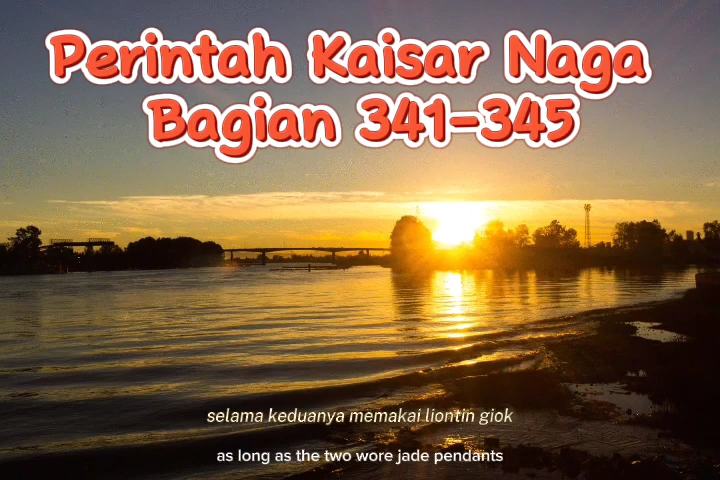 Perintah Kaisar Naga
Bagian 341-345
selama keduanya memakai liontin giok
as long as the two wore jade pendants